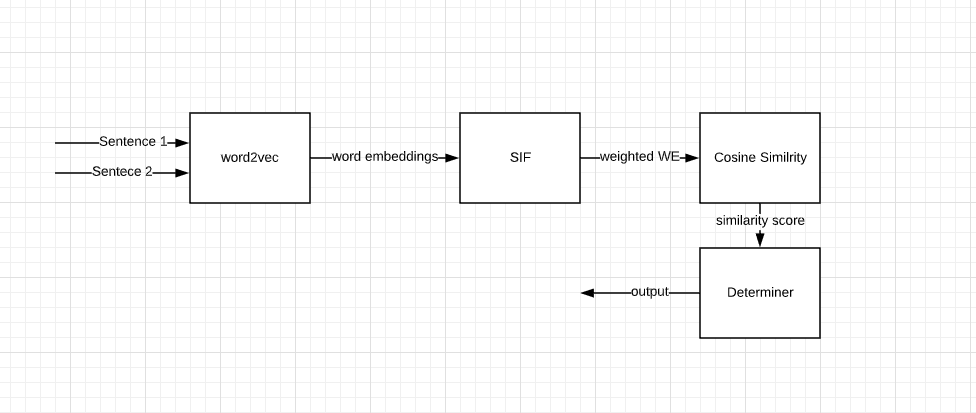 Sentence 1
Sentece 2
word2vec
word embeddings
SIF
weighted WE
Cosine Similrity
similarity score
Determiner
output